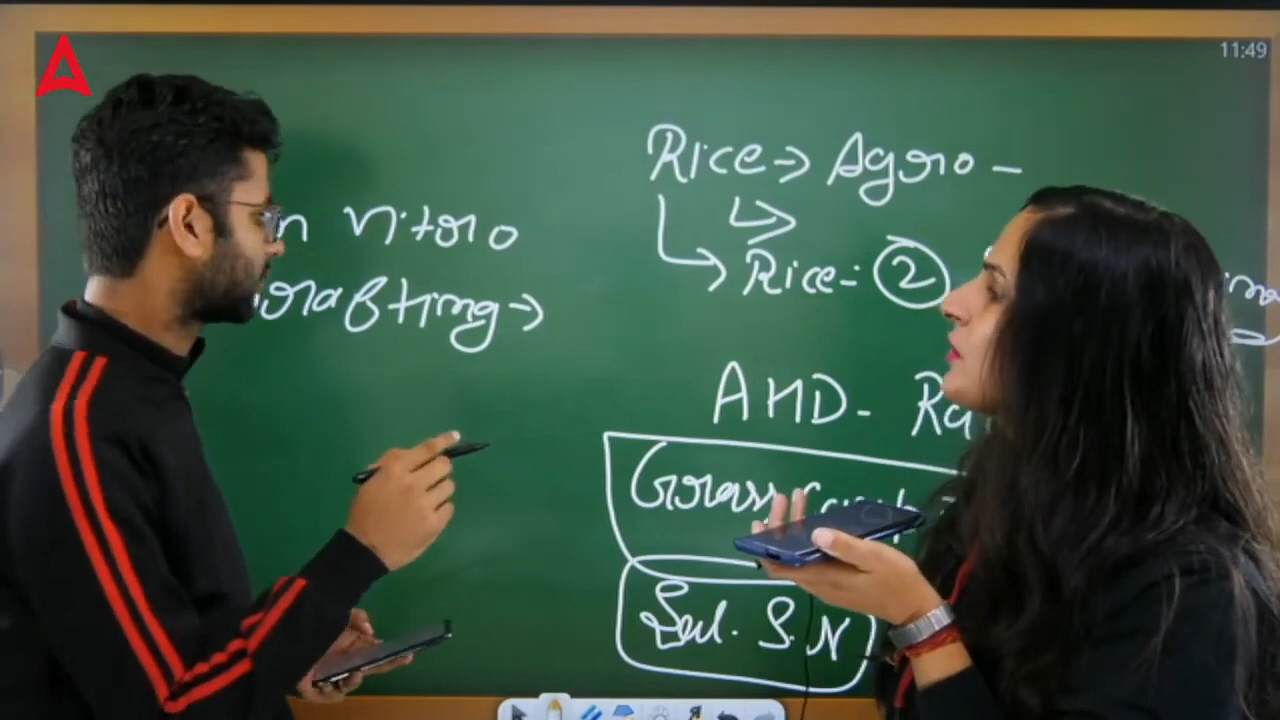 11:49
Rice → Agro –
n vitro
Rice: 2
rafting →
AMD - Ra
Grass
Sel. S. N